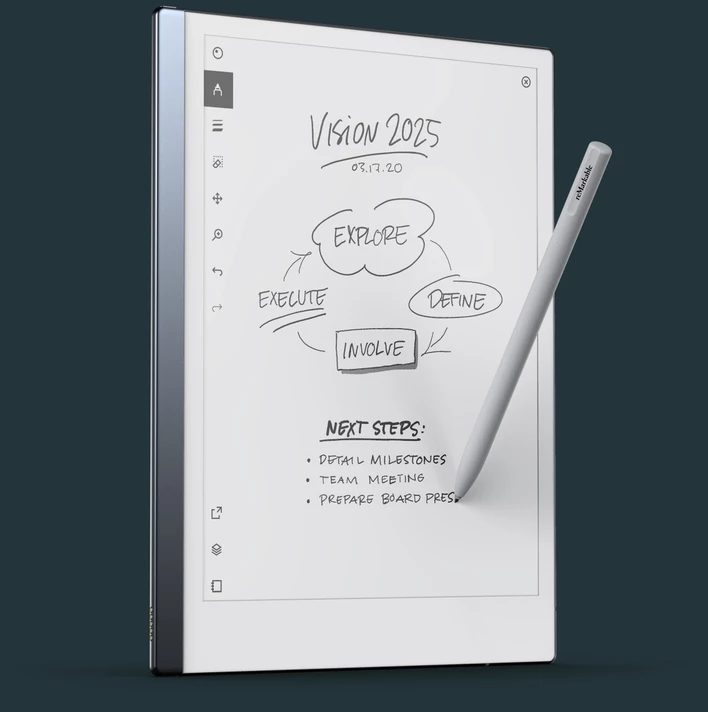 VISION 2025
03.17.20
EXPLORE
EXECUTE
DEFINE
INVOLVE
NEXT STEPS:
• DETAIL MILESTONES
• TEAM MEETING
• PREPARE BOARD PRES
reMarkable